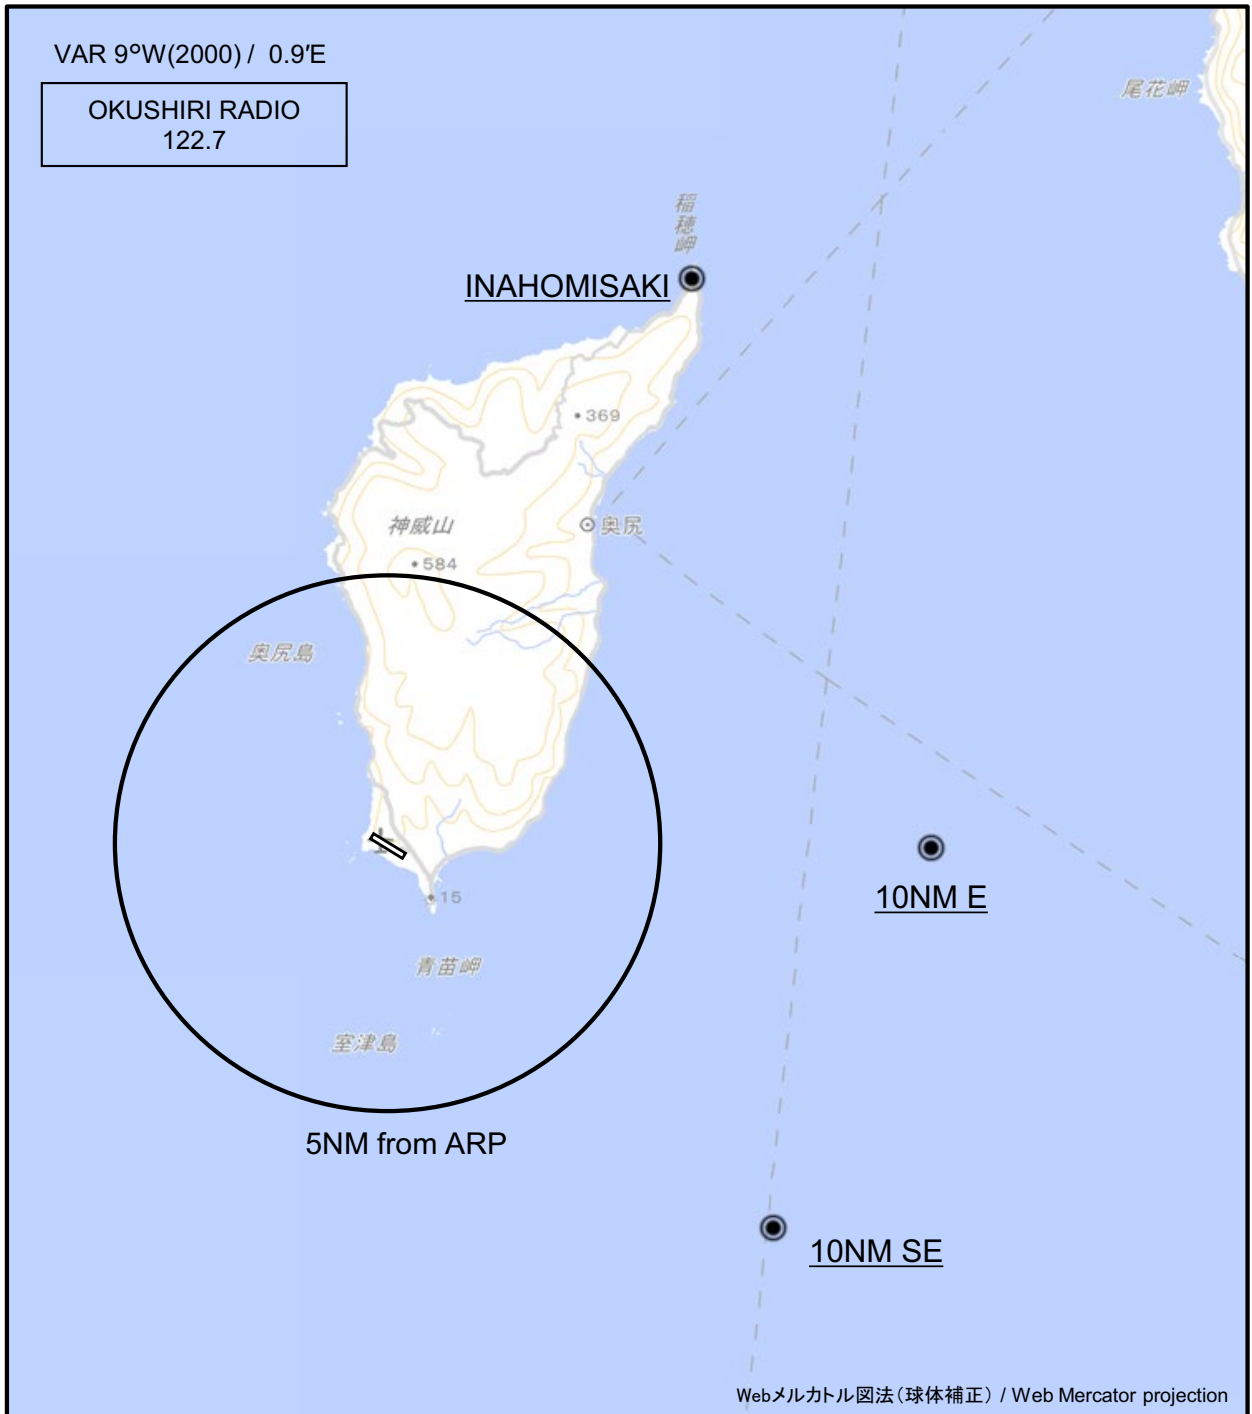 VAR 9°W(2000) / 0.9'E
OKUSHIRI RADIO
122.7
尾花岬
稲穂岬
INAHOMISAKI
369
神威山
奥尻
584
奥尻島
15
10NM E
青苗岬
室津島
5NM from ARP
10NM SE
Webメルカトル図法(球体補正) / Web Mercator projection